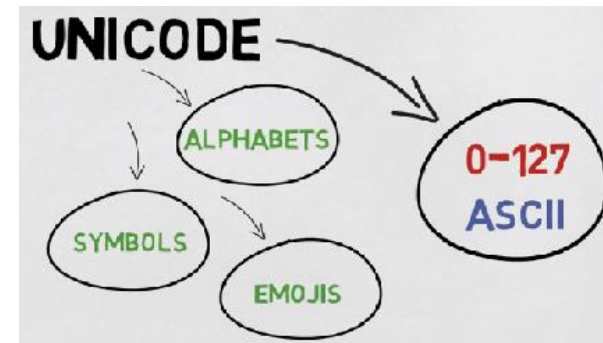 UNICODE
ALPHABETS
SYMBOLS
EMOJIS
0-127
ASCII